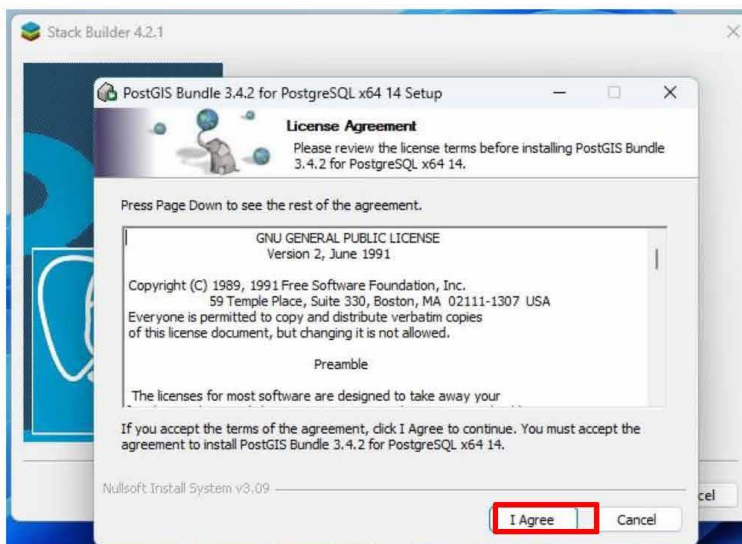 Stack Builder 4.2.1
PostGIS Bundle 3.4.2 for PostgreSQL x64 14 Setup
License Agreement
Please review the license terms before installing PostGIS Bundle
3.4.2 for PostgreSQL x64 14.
Press Page Down to see the rest of the agreement.
GNU GENERAL PUBLIC LICENSE
Version 2, June 1991
Copyright (C) 1989, 1991 Free Software Foundation, Inc.
59 Temple Place, Suite 330, Boston, MA 02111-1307 USA
Everyone is permitted to copy and distribute verbatim copies
of this license document, but changing it is not allowed.
Preamble
The licenses for most software are designed to take away your
If you accept the terms of the agreement, click I Agree to continue. You must accept the
agreement to install PostGIS Bundle 3.4.2 for PostgreSQL x64 14.
Nullsoft Install System v3.09
cel
I Agree
Cancel